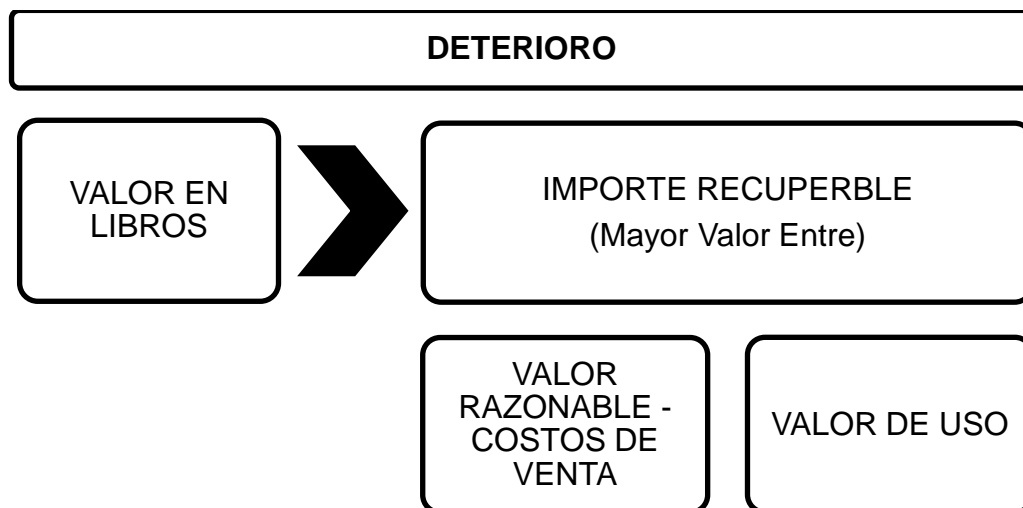 DETERIORO
VALOR EN
LIBROS
IMPORTE RECUPERBLE
(Mayor Valor Entre)
VALOR
RAZONABLE -
COSTOS DE
VENTA
VALOR DE USO